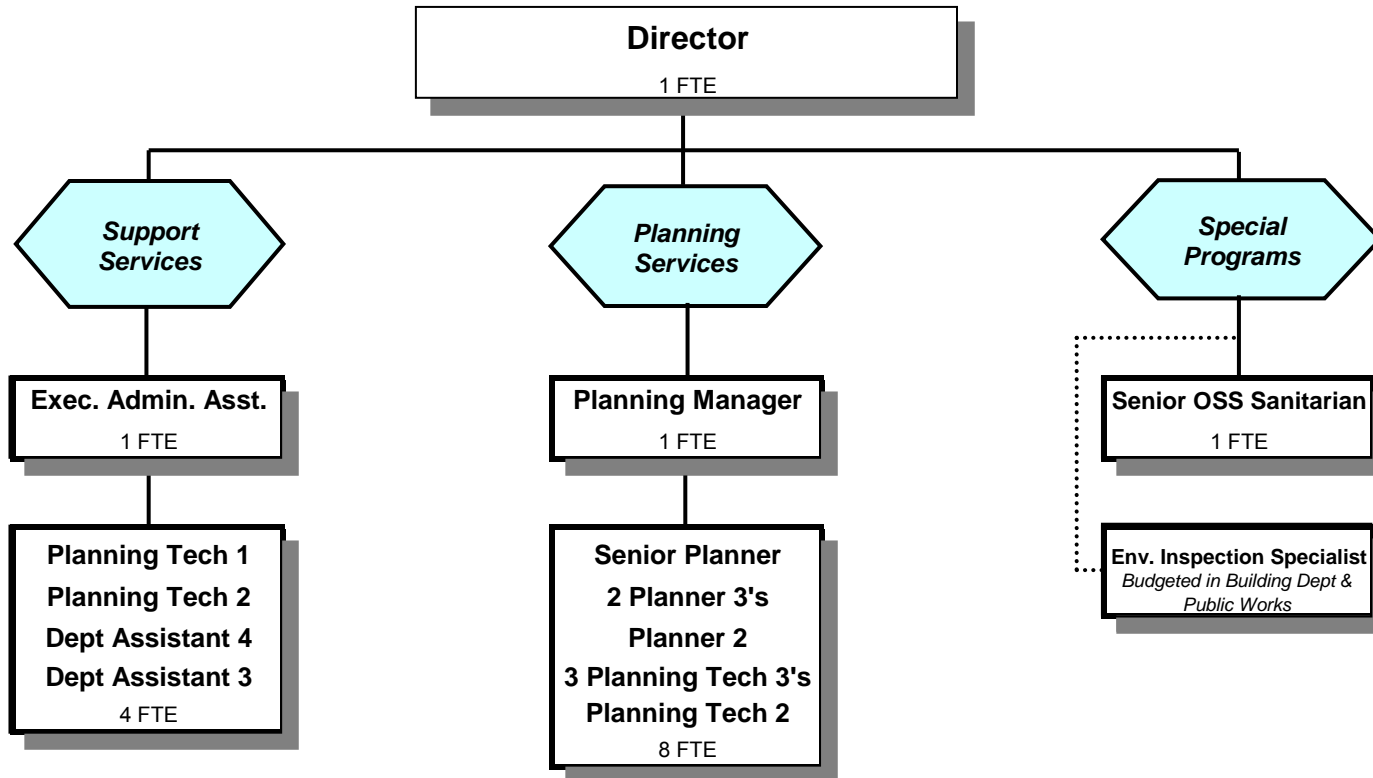 Director
1 FTE
Support
Services
Planning
Services
Special
Programs
Exec. Admin. Asst.
1 FTE
Planning Manager
1 FTE
Senior OSS Sanitarian
1 FTE
Planning Tech 1
Planning Tech 2
Dept Assistant 4
Dept Assistant 3
4 FTE
Senior Planner
2 Planner 3's
Planner 2
3 Planning Tech 3's
Planning Tech 2
8 FTE
Env. Inspection Specialist
Budgeted in Building Dept &
Public Works